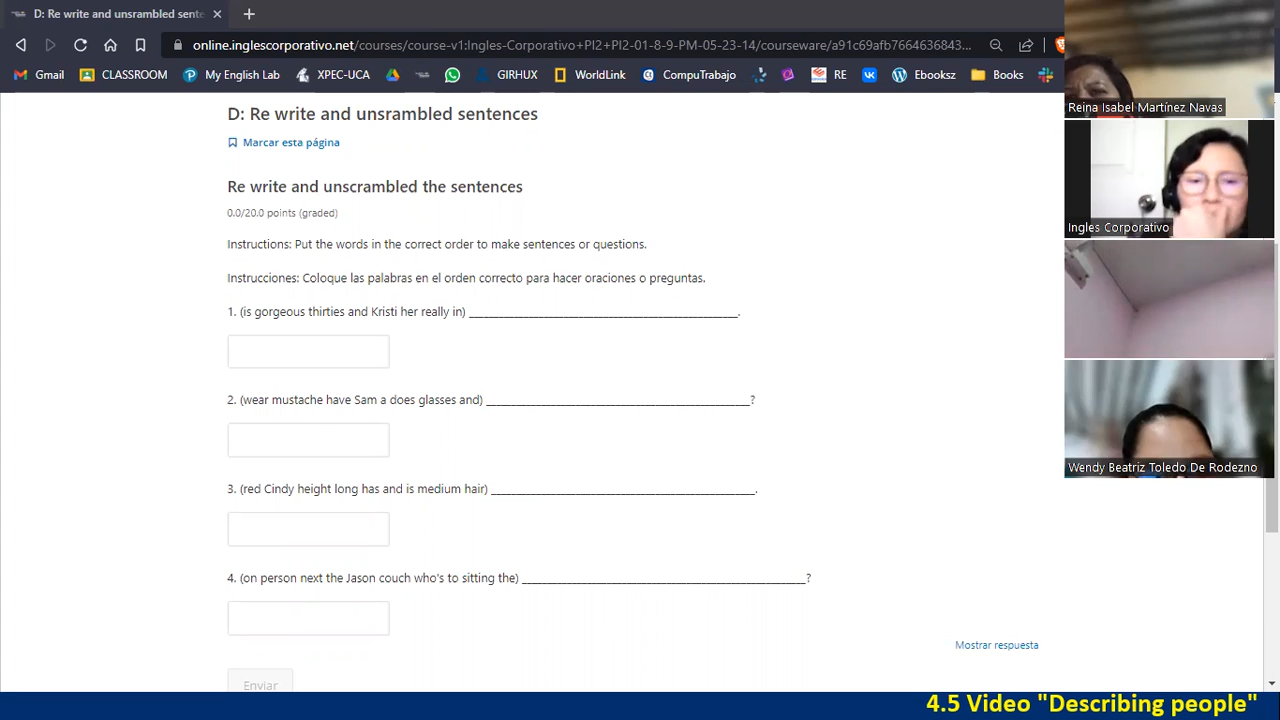 D: Re write and unsrambled sente
online.inglescorporativo.net/courses/course-v1:Ingles-Corporativo+PI2+PI2-01-8-9-PM-05-23-14/courseware/a91c69afb7664636843...
Gmail CLASSROOM My English Lab XPEC-UCA GIRHUX WorldLink CompuTrabajo RE Ebooksz Books
D: Re write and unsrambled sentences
Marcar esta página
Re write and unscrambled the sentences
0.0/20.0 points (graded)
Instructions: Put the words in the correct order to make sentences or questions.
Instrucciones: Coloque las palabras en el orden correcto para hacer oraciones o preguntas.
1. (is gorgeous thirties and Kristi her really in) ______________________________________________.
2. (wear mustache have Sam a does glasses and) ______________________________________________?
3. (red Cindy height long has and is medium hair) ______________________________________________.
4. (on person next the Jason couch who's to sitting the) ________________________________________________?
Mostrar respuesta
Enviar
Reina Isabel Martínez Navas
Ingles Corporativo
Wendy Beatriz Toledo De Rodezno
4.5 Video "Describing people"